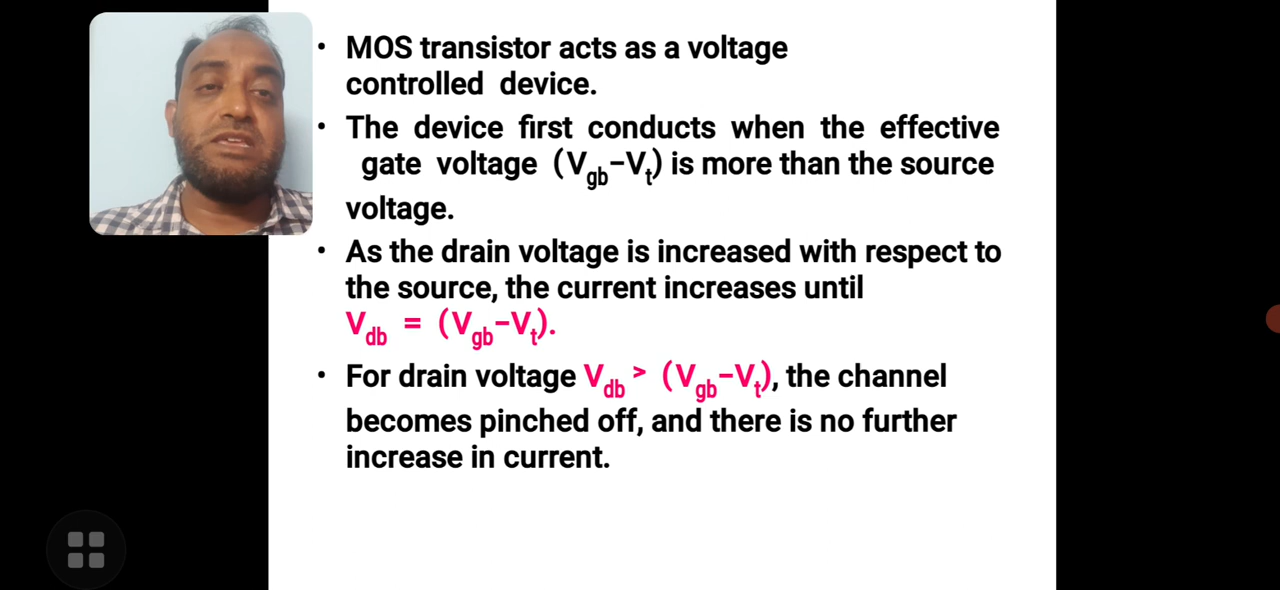 • MOS transistor acts as a voltage
controlled device.
• The device first conducts when the effective
gate voltage (Vgb−Vt) is more than the source
voltage.
• As the drain voltage is increased with respect to
the source, the current increases until
Vdb = (Vgb−Vt).
• For drain voltage Vdb > (Vgb−Vt), the channel
becomes pinched off, and there is no further
increase in current.